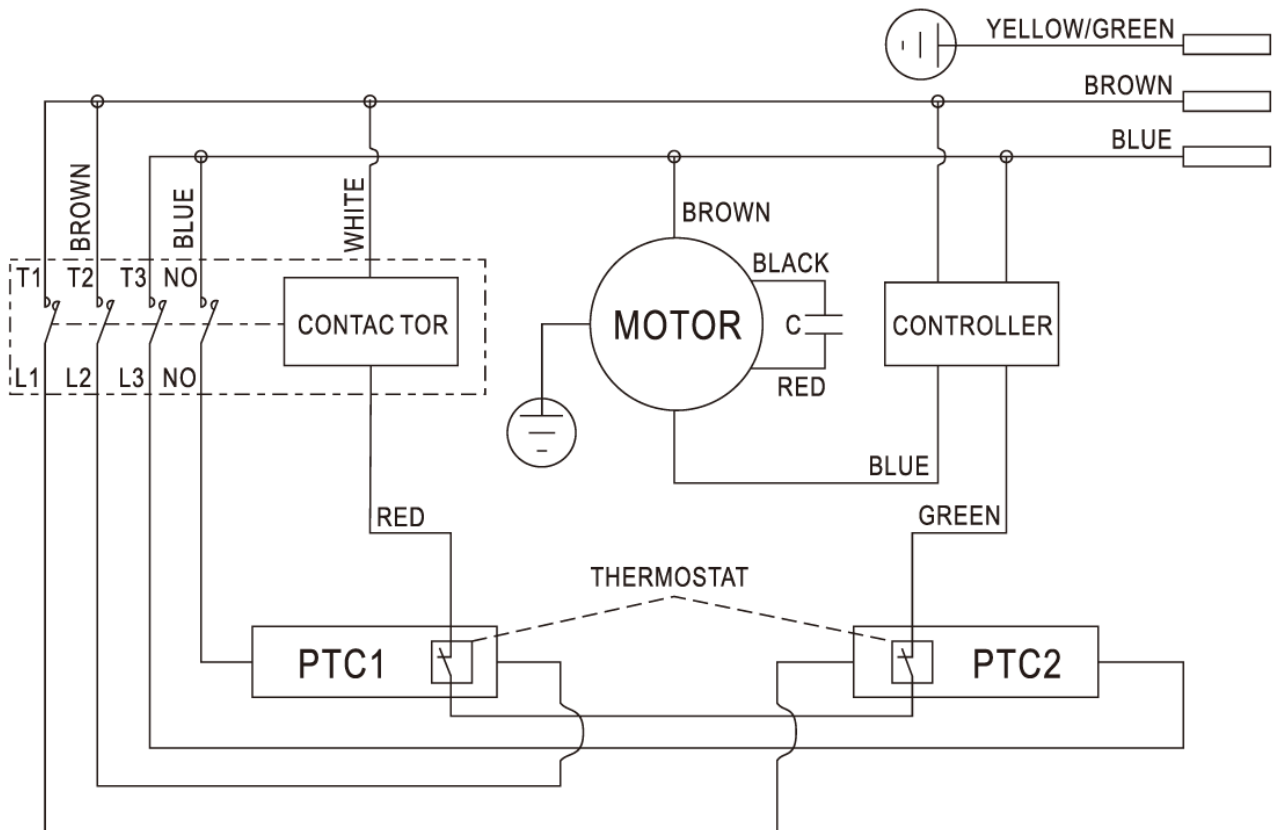 YELLOW/GREEN
BROWN
BLUE
BROWN
BLUE
WHITE
BROWN
T1 T2 T3 NO
BLACK
CONTAC TOR
MOTOR
C
CONTROLLER
L1 L2 L3 NO
RED
BLUE
RED
GREEN
THERMOSTAT
PTC1
PTC2